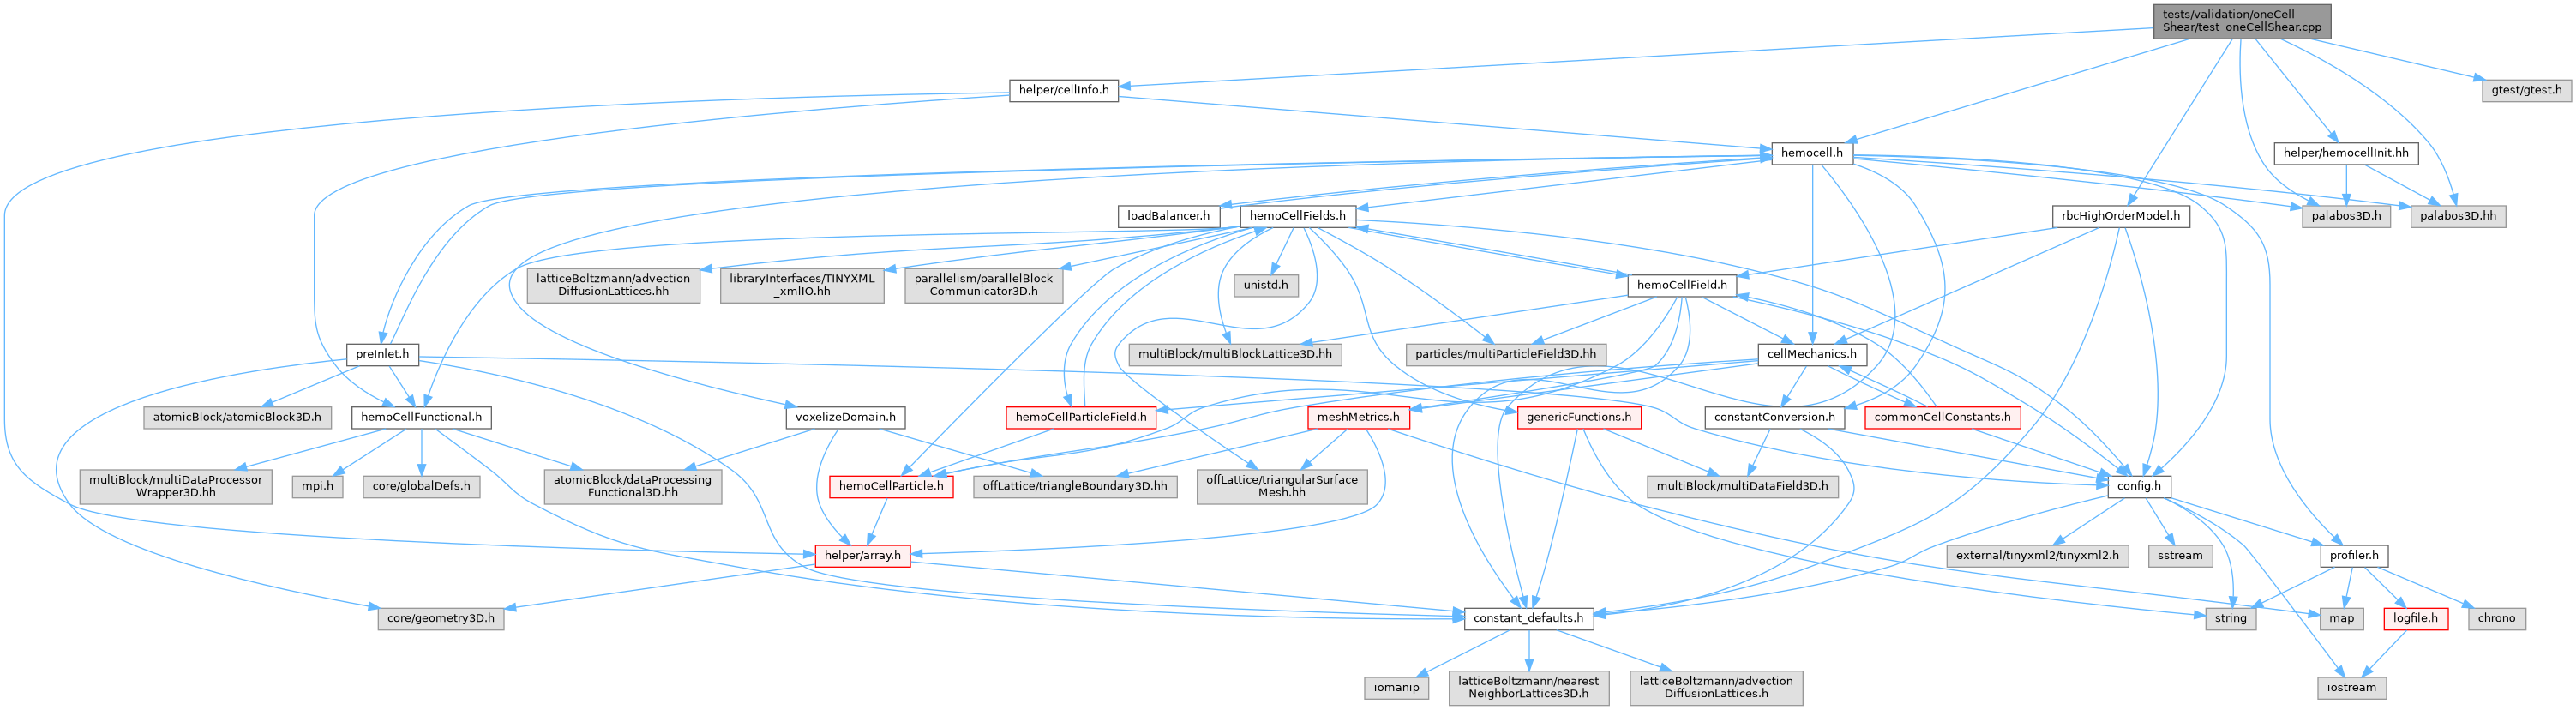 tests/validation/oneCell
Shear/test_oneCellShear.cpp
helper/cellInfo.h
gtest/gtest.h
hemocell.h
helper/hemocellInit.hh
loadBalancer.h
hemoCellFields.h
rbcHighOrderModel.h
palabos3D.h
palabos3D.hh
latticeBoltzmann/advection
DiffusionLattices.hh
libraryInterfaces/TINYXML
_xmlIO.hh
parallelism/parallelBlock
Communicator3D.h
unistd.h
hemoCellField.h
preInlet.h
multiBlock/multiBlockLattice3D.hh
particles/multiParticleField3D.hh
cellMechanics.h
atomicBlock/atomicBlock3D.h
hemoCellFunctional.h
voxelizeDomain.h
hemoCellParticleField.h
meshMetrics.h
genericFunctions.h
constantConversion.h
commonCellConstants.h
multiBlock/multiDataProcessor
Wrapper3D.hh
mpi.h
core/globalDefs.h
atomicBlock/dataProcessing
Functional3D.hh
hemoCellParticle.h
offLattice/triangleBoundary3D.hh
offLattice/triangularSurface
Mesh.hh
multiBlock/multiDataField3D.h
config.h
helper/array.h
external/tinyxml2/tinyxml2.h
sstream
profiler.h
core/geometry3D.h
constant_defaults.h
string
map
logfile.h
chrono
iomanip
latticeBoltzmann/nearest
NeighborLattices3D.h
latticeBoltzmann/advection
DiffusionLattices.h
iostream